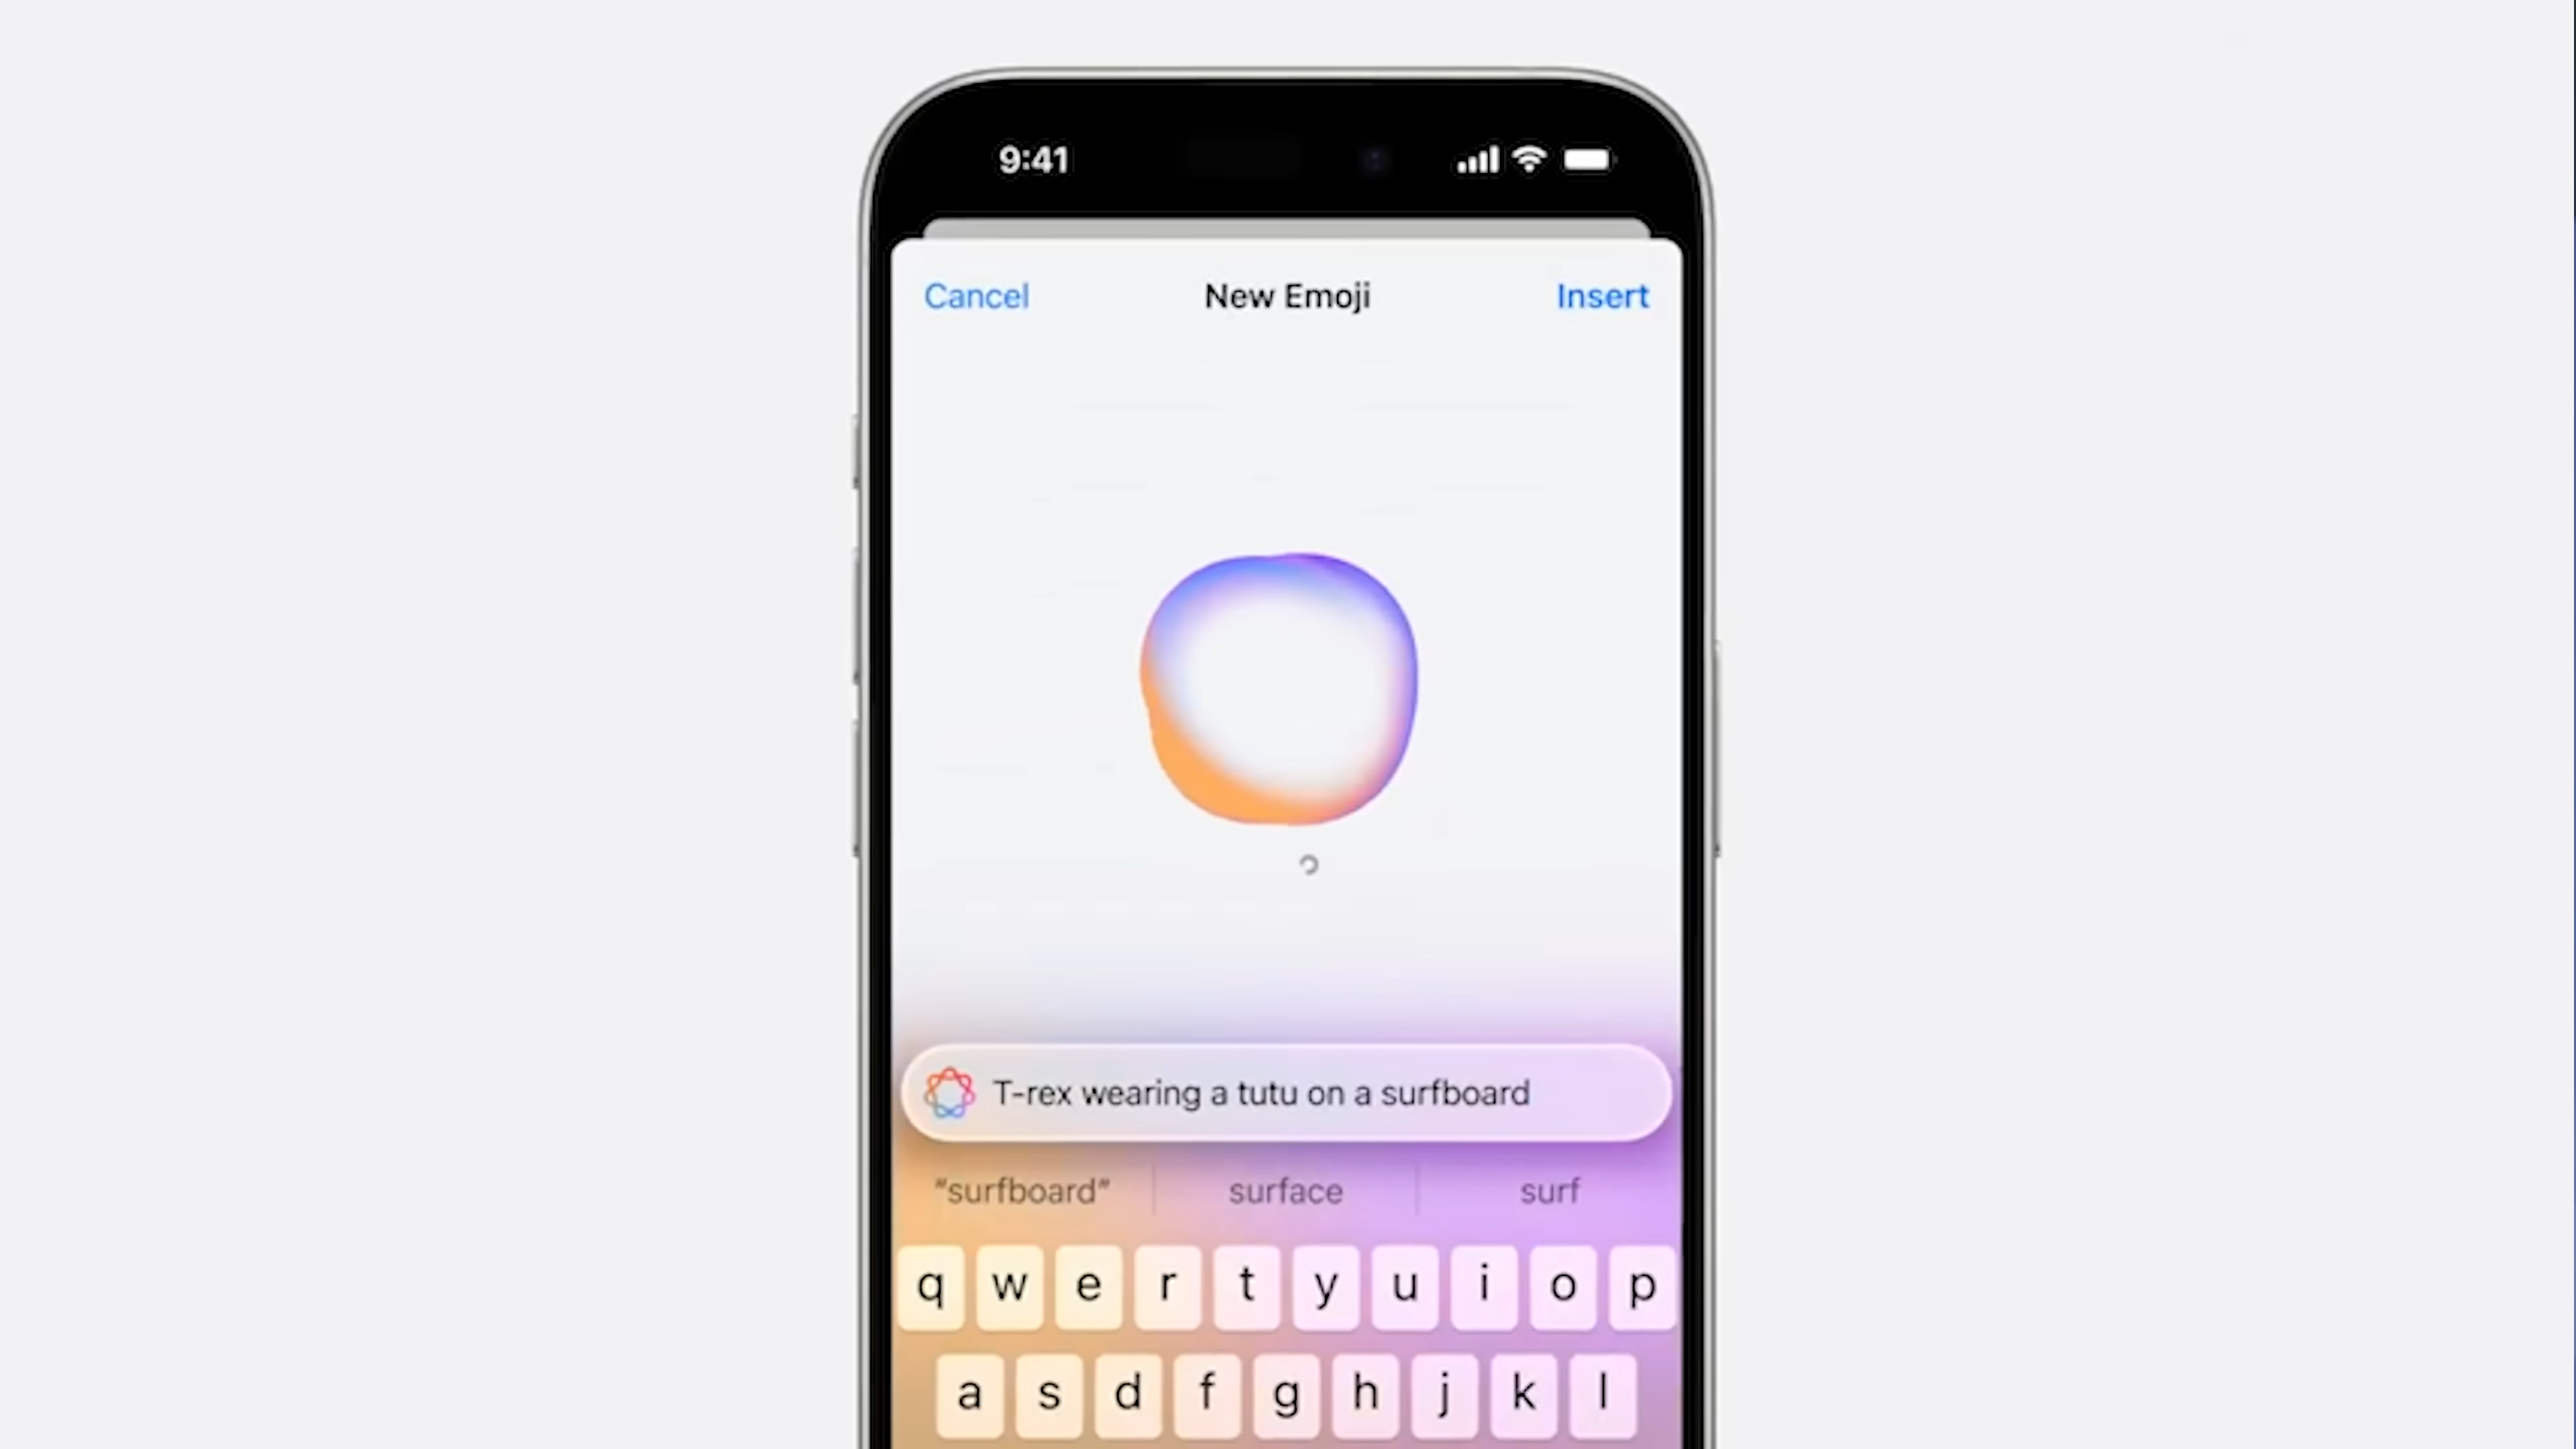 9:41
Cancel New Emoji Insert
T-rex wearing a tutu on a surfboard
“surfboard” surface surf
q w e r t y u i o p
a s d f g h j k l